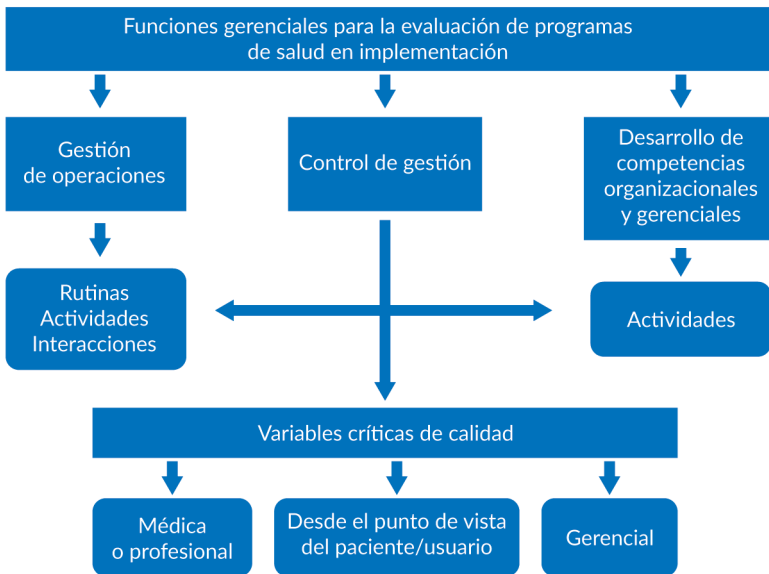 Funciones gerenciales para la evaluación de programas
de salud en implementación
Gestión
de operaciones
Control de gestión
Desarrollo de
competencias
organizacionales
y gerenciales
Rutinas
Actividades
Interacciones
Actividades
Variables críticas de calidad
Médica
o profesional
Desde el punto de vista
del paciente/usuario
Gerencial